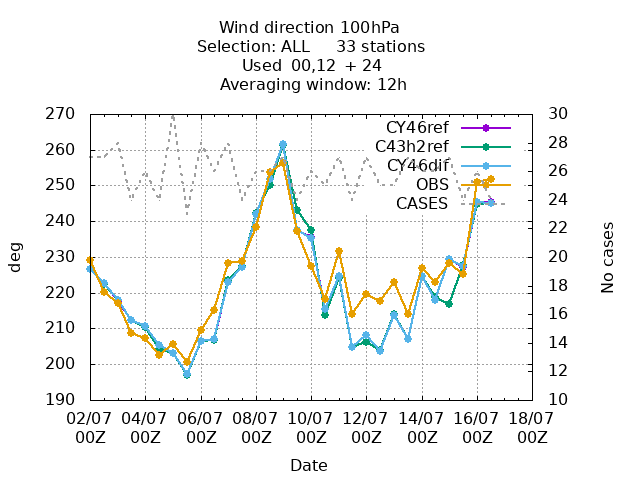 Wind direction 100hPa
Selection: ALL 33 stations
Used 00,12 + 24
Averaging window: 12h
270
260
250
240
230
220
210
200
190
30
28
26
24
22
20
18
16
14
12
10
CY46ref
C43h2ref
CY46dif
OBS
CASES
deg
No cases
02/07 04/07 06/07 08/07 10/07 12/07 14/07 16/07 18/07
00Z 00Z 00Z 00Z 00Z 00Z 00Z 00Z 00Z
Date